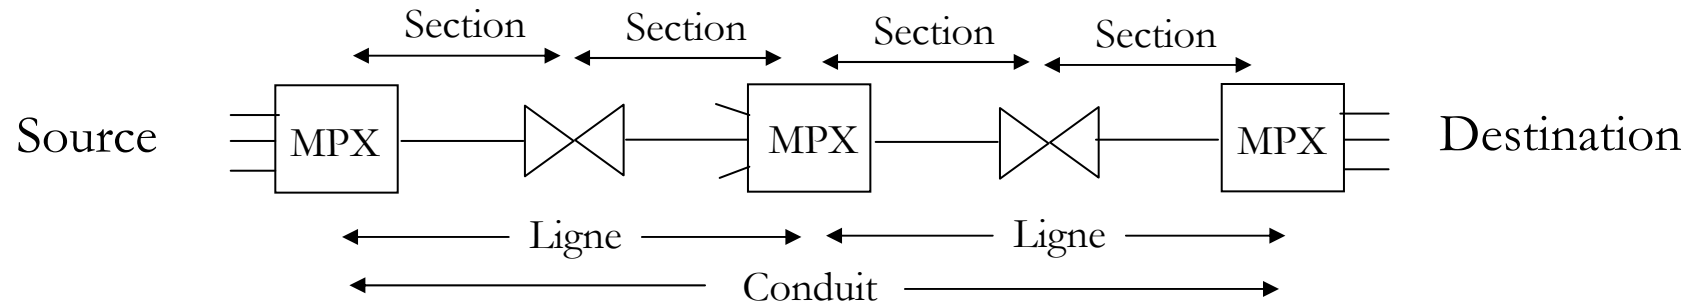 Section Section Section Section
Source MPX MPX MPX Destination
Ligne Ligne
Conduit